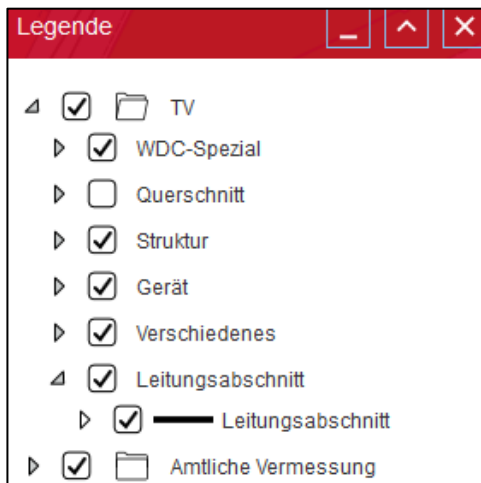 Legende
TV
WDC-Spezial
Querschnitt
Struktur
Gerät
Verschiedenes
Leitungsabschnitt
Leitungsabschnitt
Amtliche Vermessung